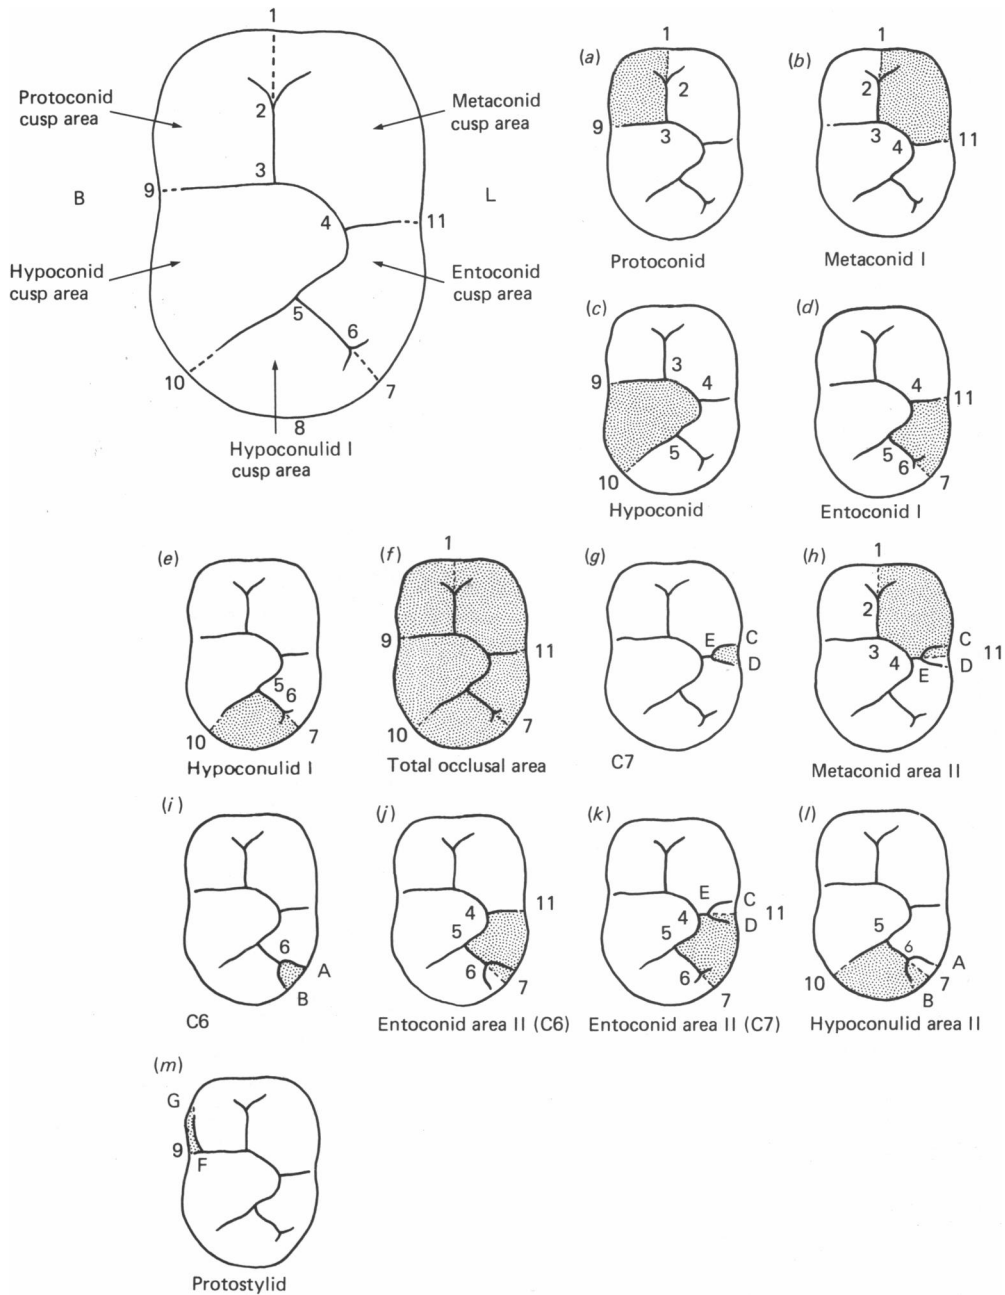 1
2
3
4
5
6
7
8
9
10
11
Protoconid
cusp area
Metaconid
cusp area
B
L
Hypoconid
cusp area
Entoconid
cusp area
Hypoconulid I
cusp area
(a)
1
2
9
3
Protoconid
(b)
1
2
3
4
11
Metaconid I
(c)
3
9
4
5
10
Hypoconid
(d)
4
11
5
6
7
Entoconid I
(e)
5
6
10
7
Hypoconulid I
(f)
1
9
11
10
7
Total occlusal area
(g)
E
C
D
C7
(h)
1
2
3
4
C
11
D
E
Metaconid area II
(i)
6
A
B
C6
(j)
4
11
5
6
7
Entoconid area II (C6)
(k)
E
C
4
11
D
5
6
7
Entoconid area II (C7)
(l)
5
6
A
10
7
B
Hypoconulid area II
(m)
G
9
F
Protostylid